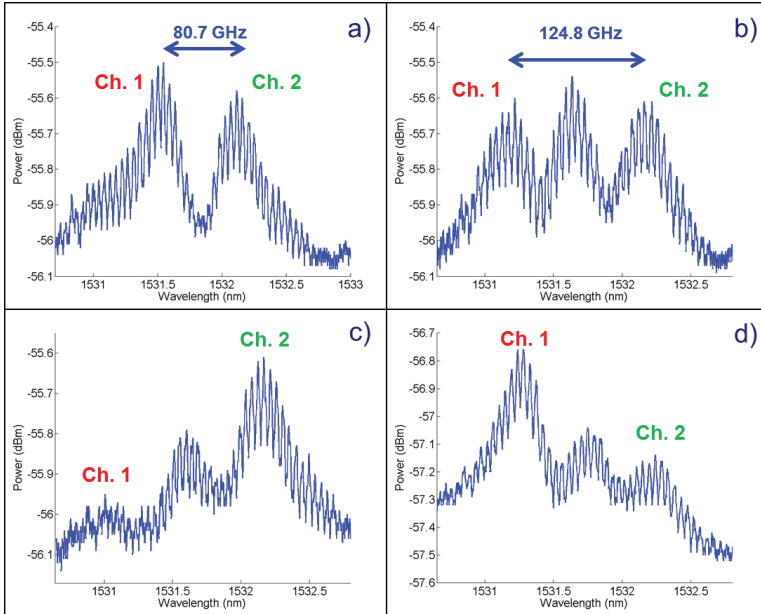 80.7 GHz
a)
Ch. 1
Ch. 2
Power (dBm)
-55.4
-55.5
-55.6
-55.7
-55.8
-55.9
-56
-56.1
1531 1531.5 1532 1532.5 1533
Wavelength (nm)
124.8 GHz
b)
Ch. 1
Ch. 2
Power (dBm)
-55.4
-55.5
-55.6
-55.7
-55.8
-55.9
-56
-56.1
1531 1531.5 1532 1532.5
Wavelength (nm)
c)
Ch. 2
Ch. 1
Power (dBm)
-55.6
-55.8
-55.9
-56
-56.1
1531 1531.5 1532 1532.5
Wavelength (nm)
d)
Ch. 1
Ch. 2
Power (dBm)
-56.7
-56.8
-56.9
-57
-57.1
-57.2
-57.3
-57.4
-57.5
-57.6
1531 1531.5 1532 1532.5
Wavelength (nm)